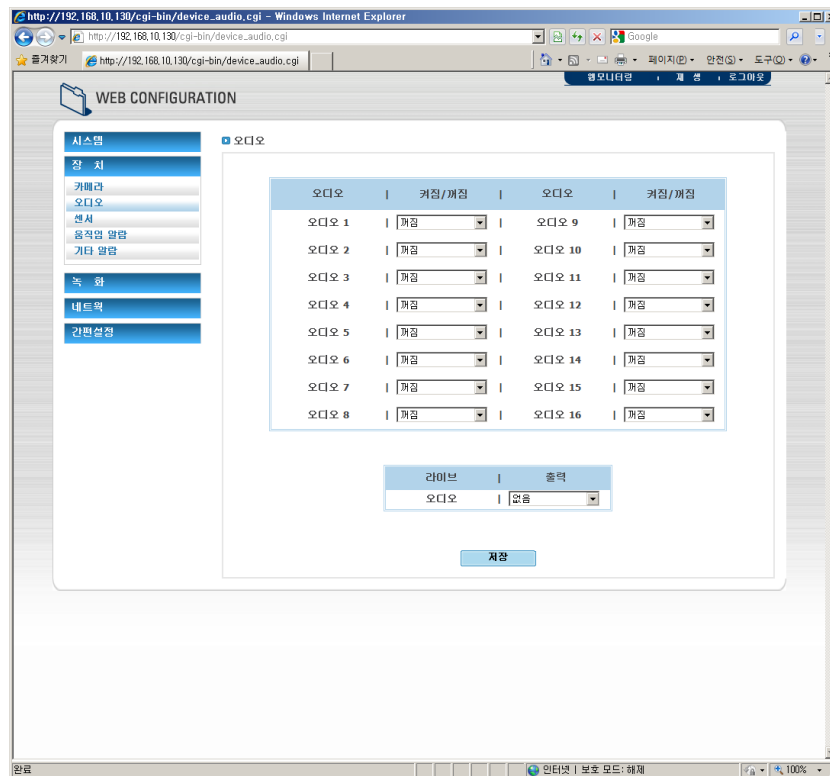 http://192.168.10.130/cgi-bin/device_audio.cgi - Windows Internet Explorer
http://192.168.10.130/cgi-bin/device_audio.cgi
Google
즐겨찾기
http://192.168.10.130/cgi-bin/device_audio.cgi
페이지(P)
안전(S)
도구(O)
웹모니터링 | 재 생 | 로그아웃
WEB CONFIGURATION
시스템
장 치
카메라
오디오
센서
움직임 알람
기타 알람
녹 화
네트웍
간편설정
오디오
오디오 | 켜짐/꺼짐 | 오디오 | 켜짐/꺼짐
오디오 1 | 꺼짐 | 오디오 9 | 꺼짐
오디오 2 | 꺼짐 | 오디오 10 | 꺼짐
오디오 3 | 꺼짐 | 오디오 11 | 꺼짐
오디오 4 | 꺼짐 | 오디오 12 | 꺼짐
오디오 5 | 꺼짐 | 오디오 13 | 꺼짐
오디오 6 | 꺼짐 | 오디오 14 | 꺼짐
오디오 7 | 꺼짐 | 오디오 15 | 꺼짐
오디오 8 | 꺼짐 | 오디오 16 | 꺼짐
라이브 | 출력
오디오 | 없음
저장
완료
인터넷 | 보호 모드: 해제
100%